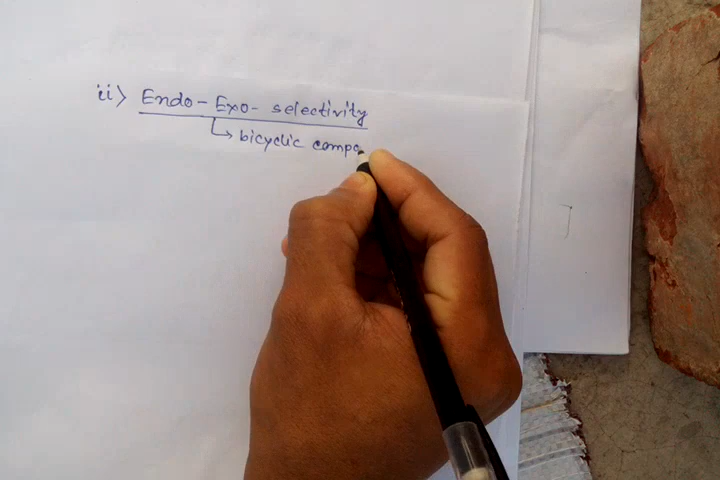 ii> Endo - Exo - selectivity
↳ bicyclic compo